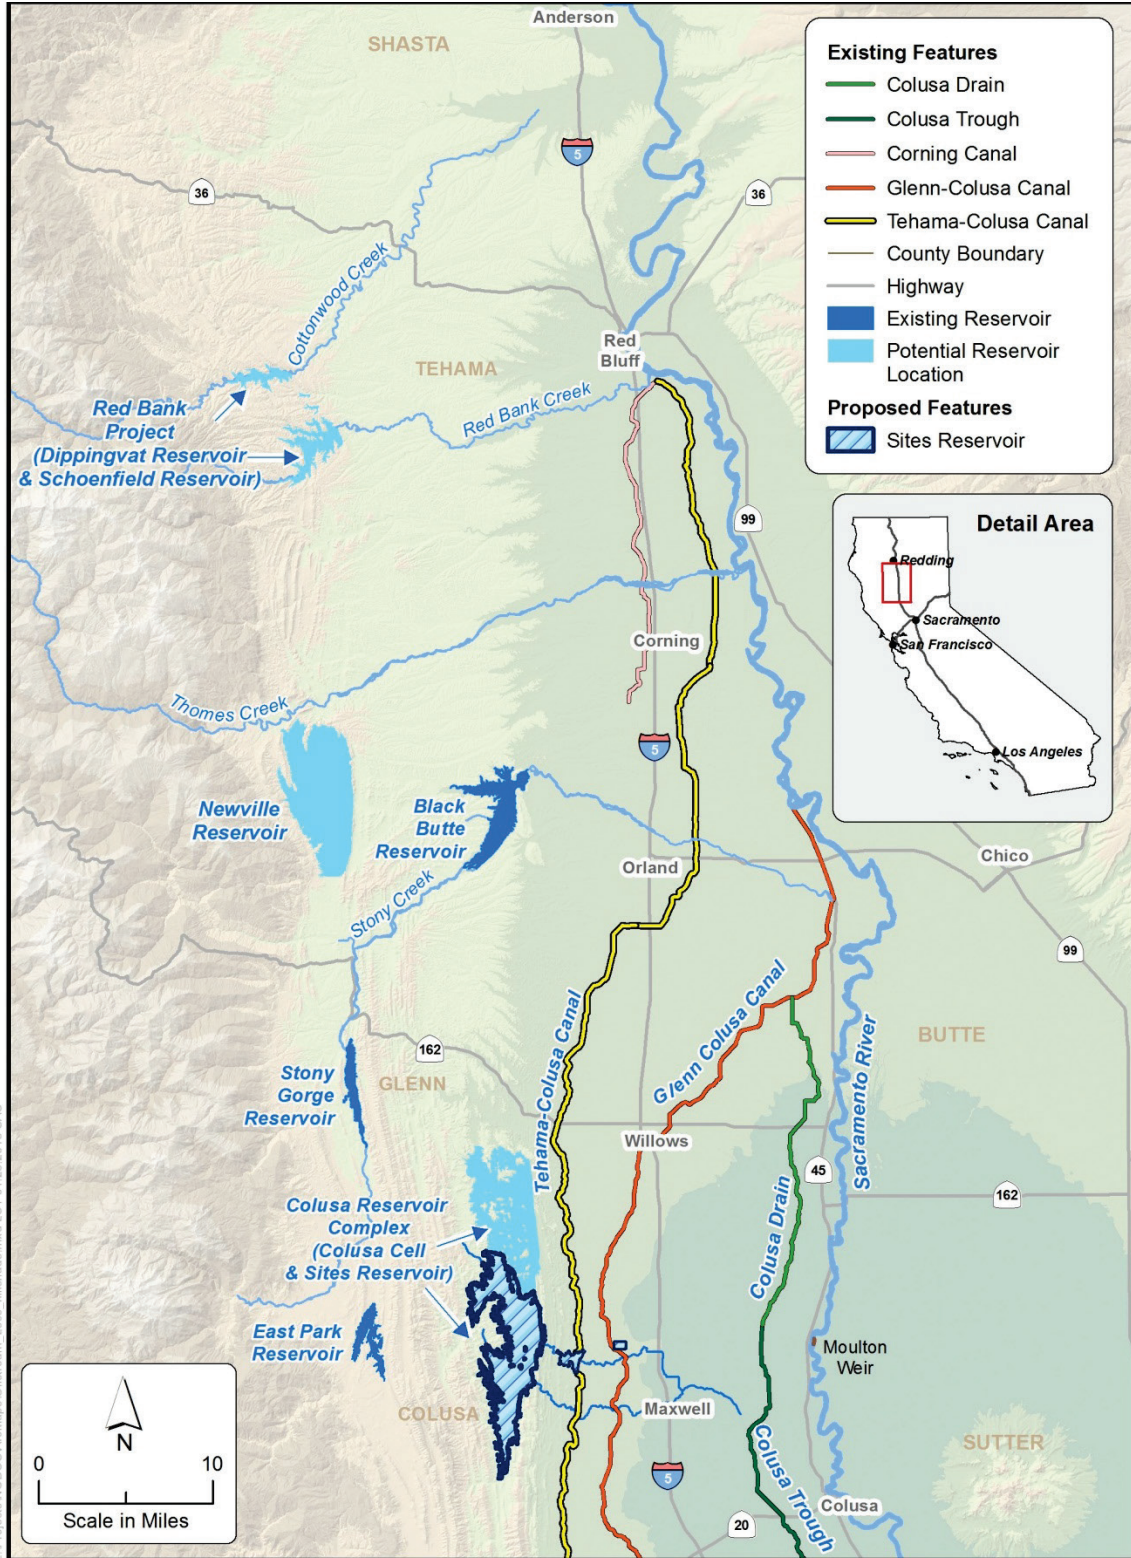 Anderson
SHASTA
5
36
36
Cottonwood Creek
Red
Bluff
TEHAMA
Red Bank Creek
Red Bank
Project
(Dippingvat Reservoir
& Schoenfield Reservoir)
99
Corning
Thomes Creek
5
Newville
Reservoir
Black
Butte
Reservoir
Orland
Chico
Stony Creek
99
Glenn Colusa Canal
Tehama-Colusa Canal
Sacramento River
BUTTE
162
Stony
Gorge
Reservoir
GLENN
Willows
45
162
Colusa Drain
Colusa Reservoir
Complex
(Colusa Cell
& Sites Reservoir)
East Park
Reservoir
Moulton
Weir
COLUSA
Maxwell
SUTTER
5
Colusa Trough
Colusa
20
Existing Features
Colusa Drain
Colusa Trough
Corning Canal
Glenn-Colusa Canal
Tehama-Colusa Canal
County Boundary
Highway
Existing Reservoir
Potential Reservoir
Location
Proposed Features
Sites Reservoir
Detail Area
Redding
Sacramento
San Francisco
Los Angeles
N
0 10
Scale in Miles